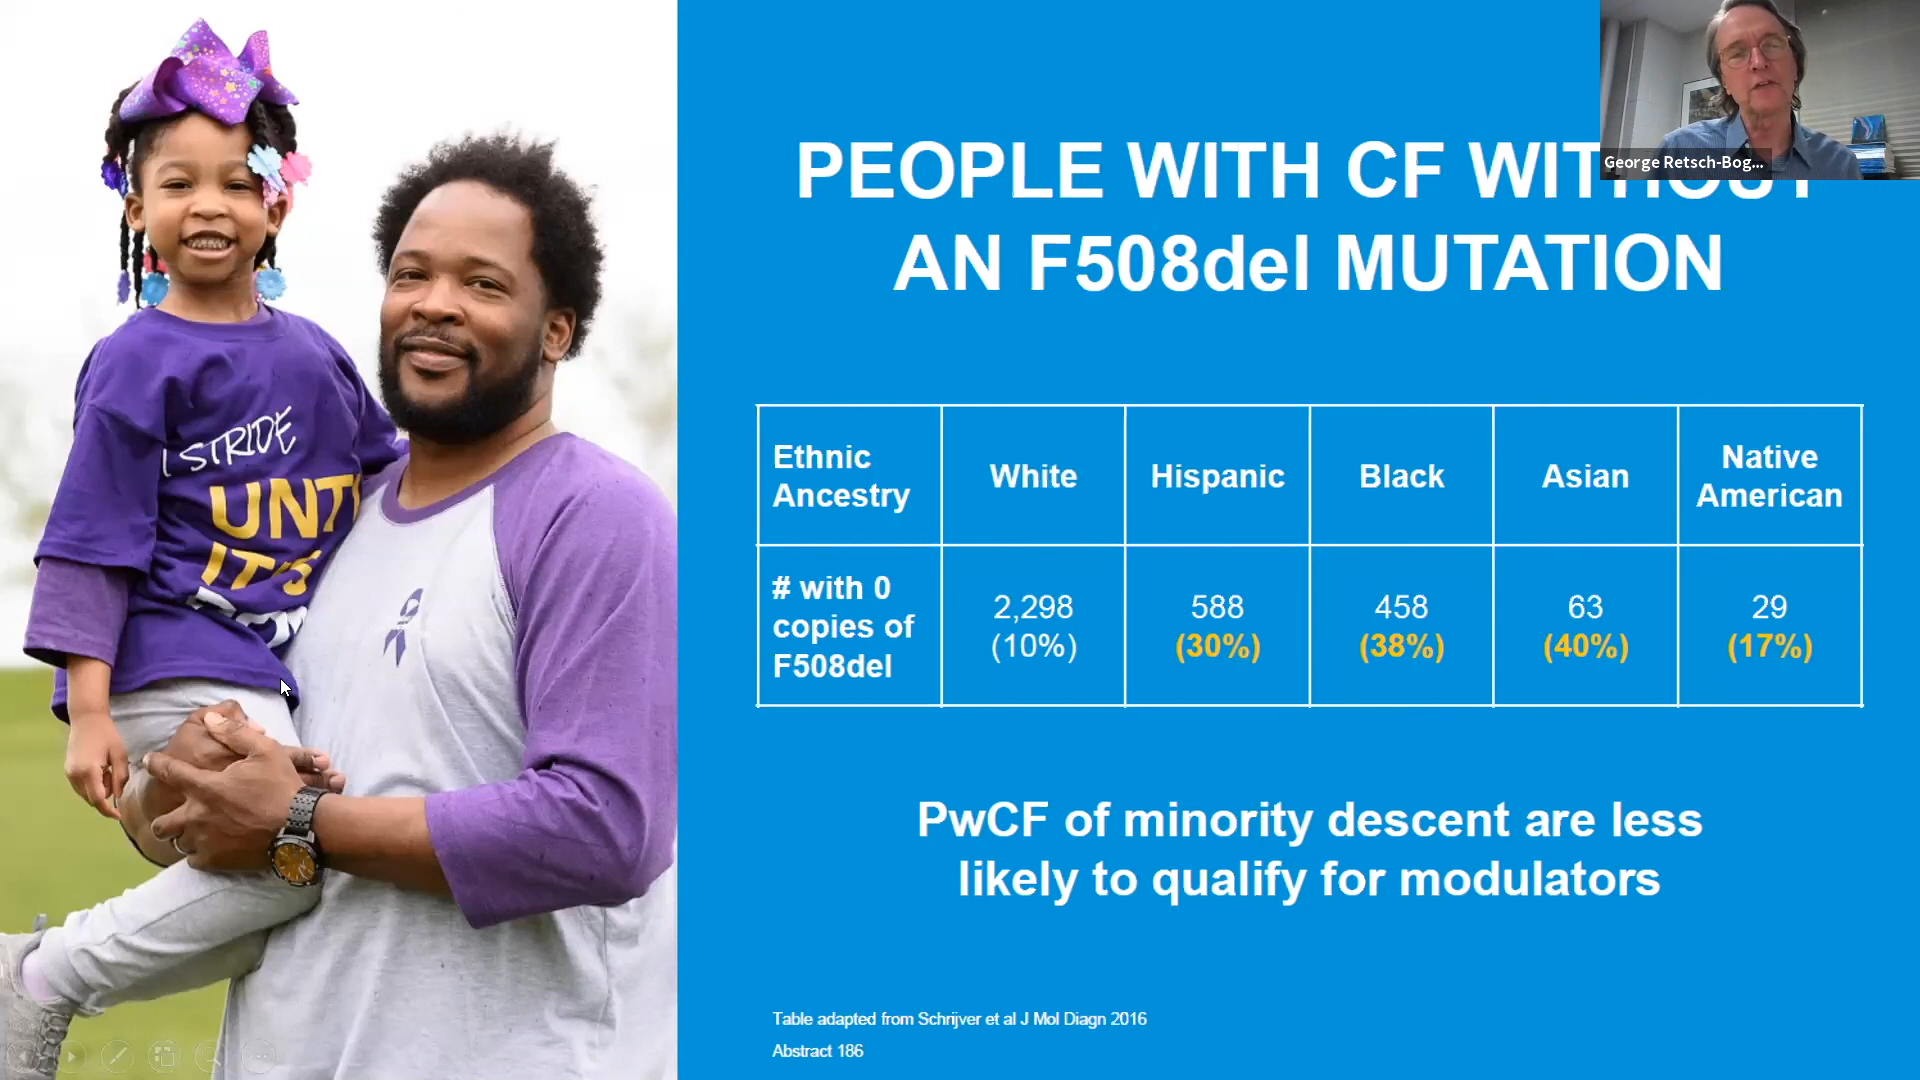 PEOPLE WITH CF WITHOUT
AN F508del MUTATION
George Retsch-Bog...
I STRIDE
UNTI
IT'S
Ethnic
Ancestry
White
Hispanic
Black
Asian
Native
American
# with 0
copies of
F508del
2,298
(10%)
588
(30%)
458
(38%)
63
(40%)
29
(17%)
PwCF of minority descent are less
likely to qualify for modulators
Table adapted from Schrijver et al J Mol Diagn 2016
Abstract 186